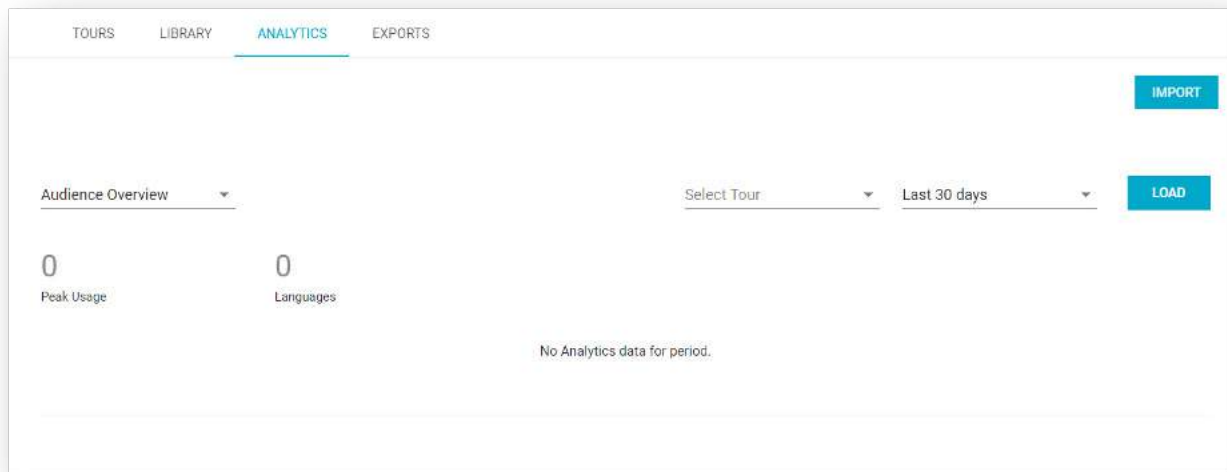 TOURS LIBRARY ANALYTICS EXPORTS
IMPORT
Audience Overview Select Tour Last 30 days LOAD
0 0
Peak Usage Languages
No Analytics data for period.